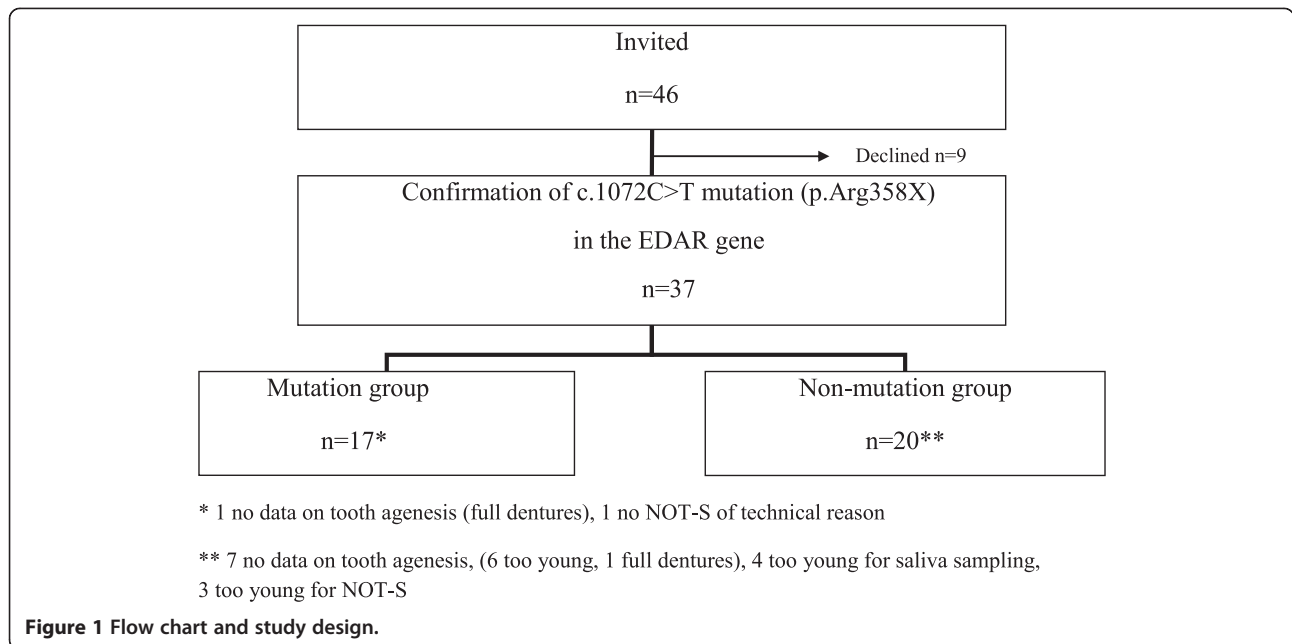 Invited
n=46
Declined n=9
Confirmation of c.1072C>T mutation (p.Arg358X)
in the EDAR gene
n=37
Mutation group
n=17*
Non-mutation group
n=20**
* 1 no data on tooth agenesis (full dentures), 1 no NOT-S of technical reason
** 7 no data on tooth agenesis, (6 too young, 1 full dentures), 4 too young for saliva sampling,
3 too young for NOT-S
Figure 1 Flow chart and study design.